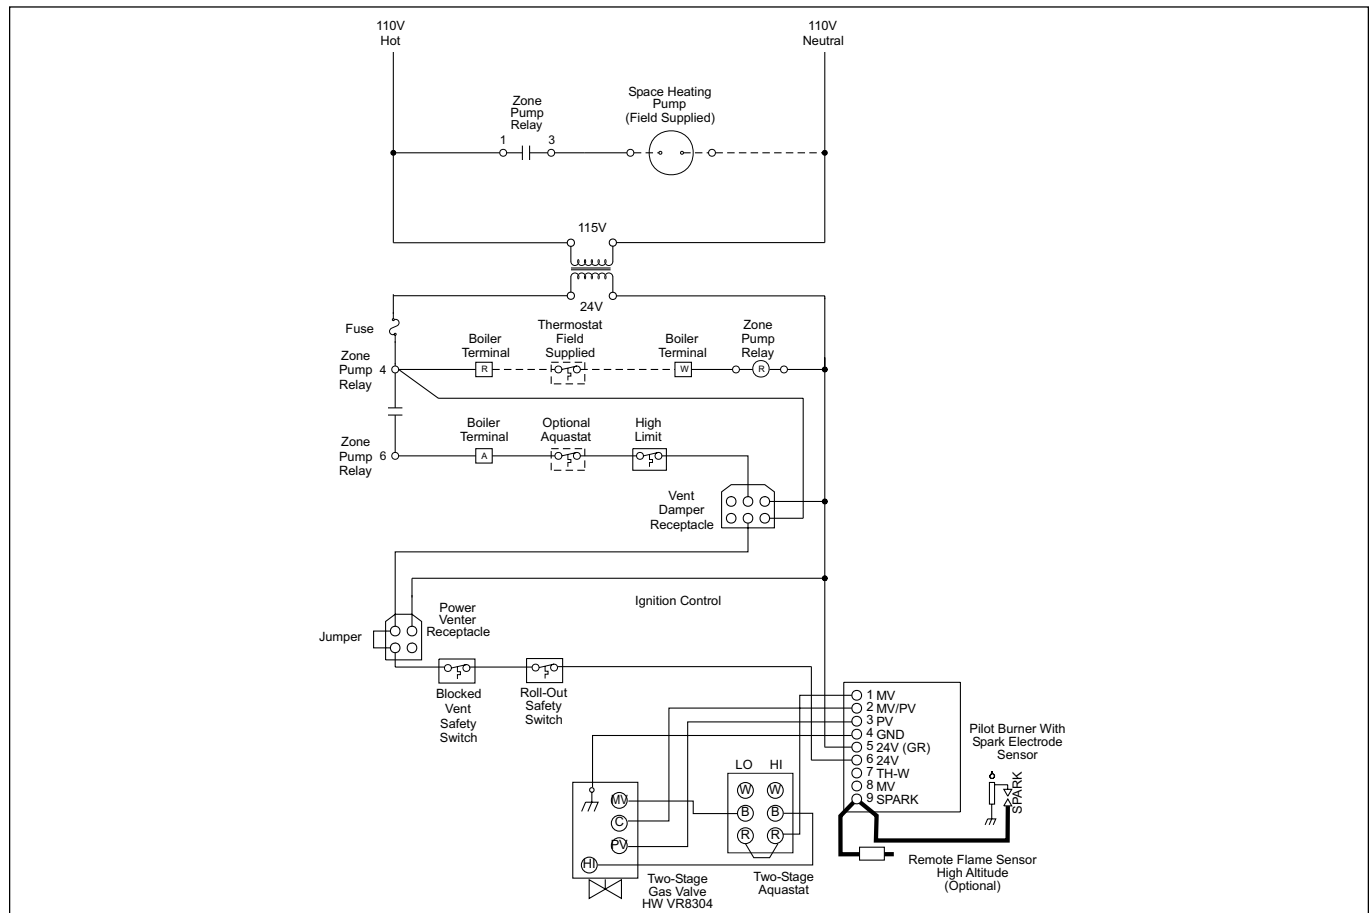 110V
Hot
110V
Neutral
Zone
Pump
Relay
1
3
Space Heating
Pump
(Field Supplied)
115V
24V
Fuse
Zone
Pump 4
Relay
Boiler
Terminal
R
Thermostat
Field
Supplied
Boiler
Terminal
W
Zone
Pump
Relay
R
Zone
Pump 6
Relay
Boiler
Terminal
A
Optional
Aquastat
High
Limit
Vent
Damper
Receptacle
Ignition Control
Jumper
Power
Venter
Receptacle
Blocked
Vent
Safety
Switch
Roll-Out
Safety
Switch
1 MV
2 MV/PV
3 PV
4 GND
5 24V (GR)
6 24V
7 TH-W
8 MV
9 SPARK
Pilot Burner With
Spark Electrode
Sensor
SPARK
LO HI
W W
B B
R R
MV
C
PV
HI
Two-Stage
Gas Valve
HW VR8304
Two-Stage
Aquastat
Remote Flame Sensor
High Altitude
(Optional)